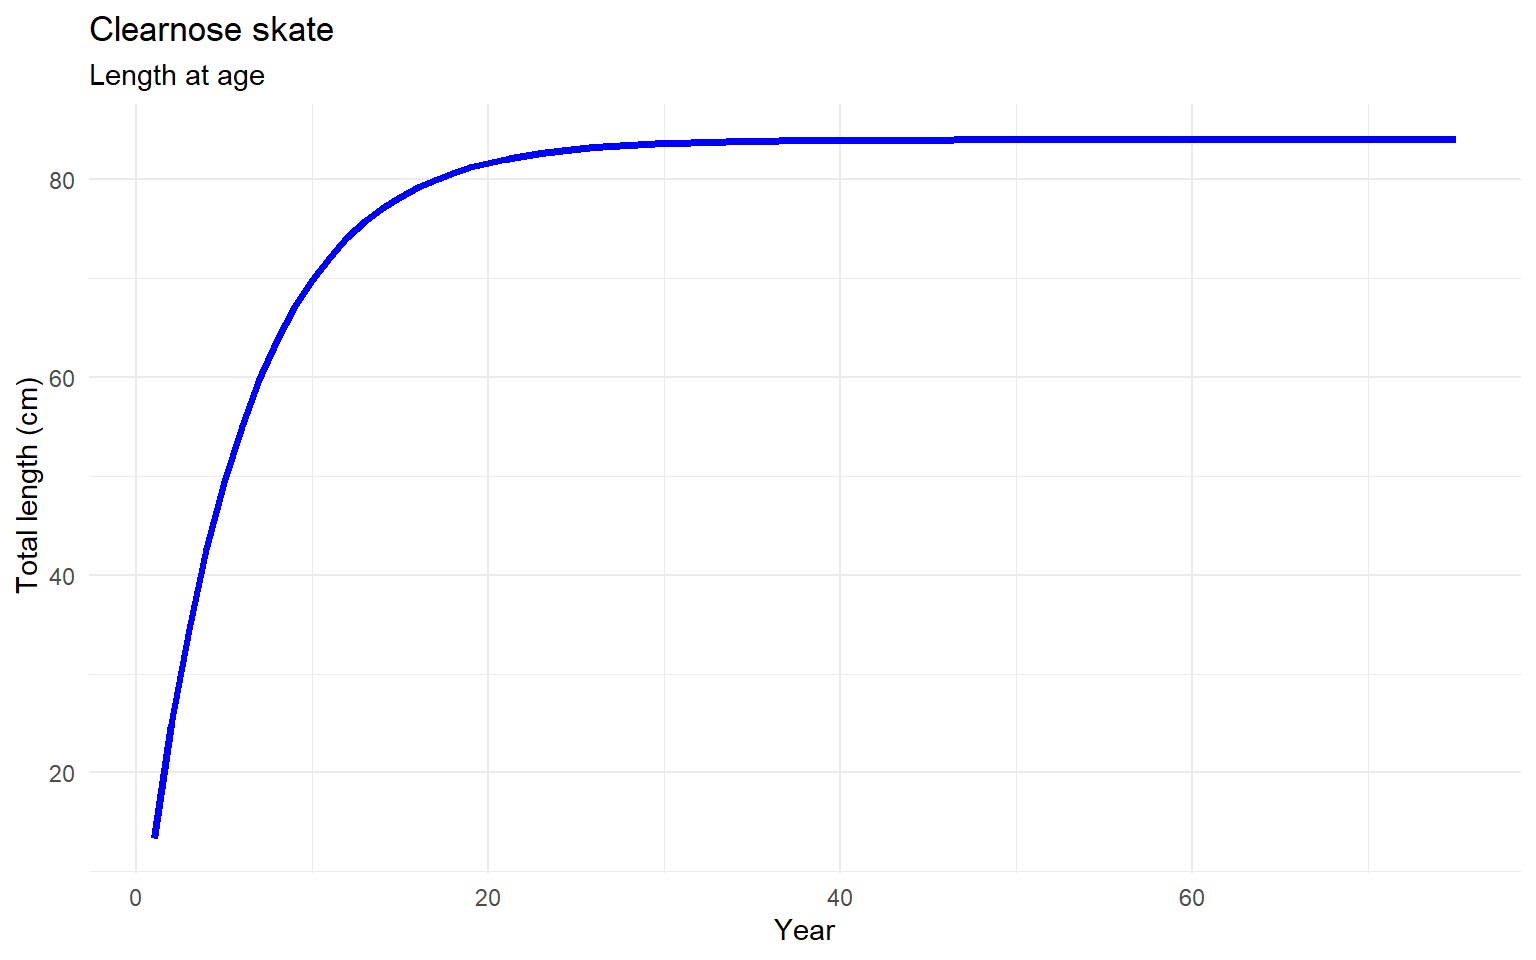 Clearnose skate
Length at age
Total length (cm)
80
60
40
20
0 20 40 60
Year